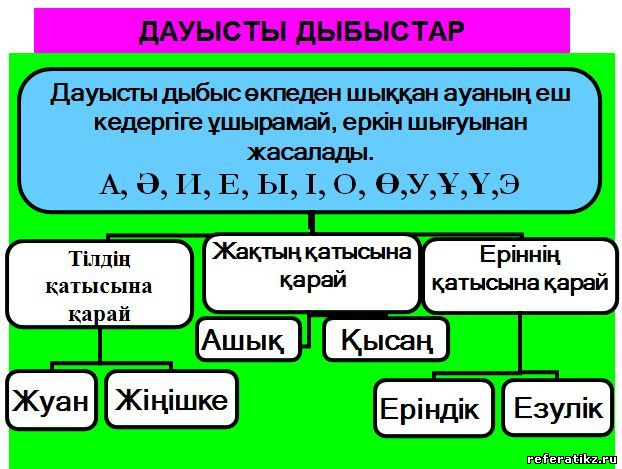 ДАУЫСТЫ ДЫБЫСТАР
Дауысты дыбыс өкпеден шыққан ауаның еш
кедергіге ұшырамай, еркін шығуынан
жасалады.
А, Ә, И, Е, Ы, І, О, Ө,У,Ұ,Ү,Э
Тілдің
қатысына
қарай
Жақтың қатысына
қарай
Еріннің
қатысына қарай
Ашық
Қысаң
Жуан
Жіңішке
Еріндік
Езулік
referatikz.ru